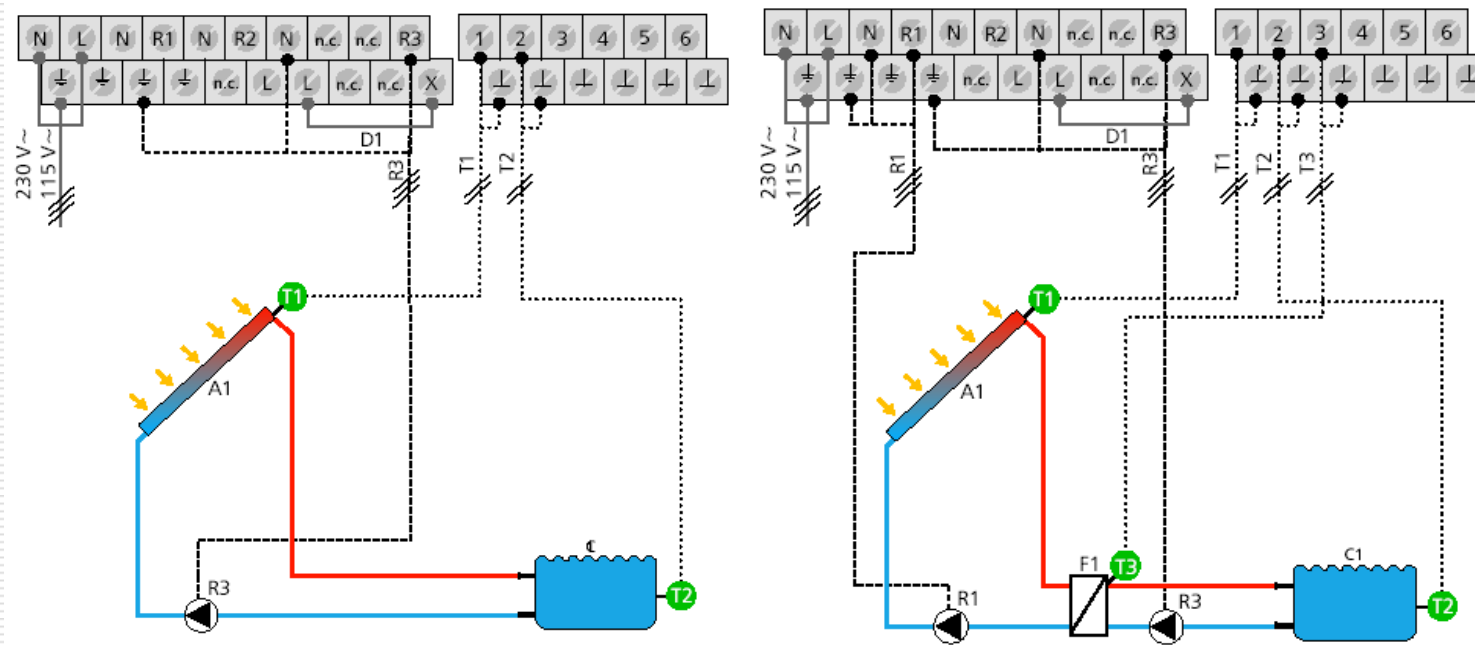 N L N R1 N R2 N n.c. n.c. R3
n.c. L L n.c. n.c. X
1 2 3 4 5 6
D1
230 V~
115 V~
R3
T1
T2
T1
A1
R3
T2
N L N R1 N R2 N n.c. n.c. R3
n.c. L L n.c. n.c. X
1 2 3 4 5 6
D1
230 V~
115 V~
R1
R3
T1
T2
T3
T1
A1
F1
T3
C1
R1
R3
T2